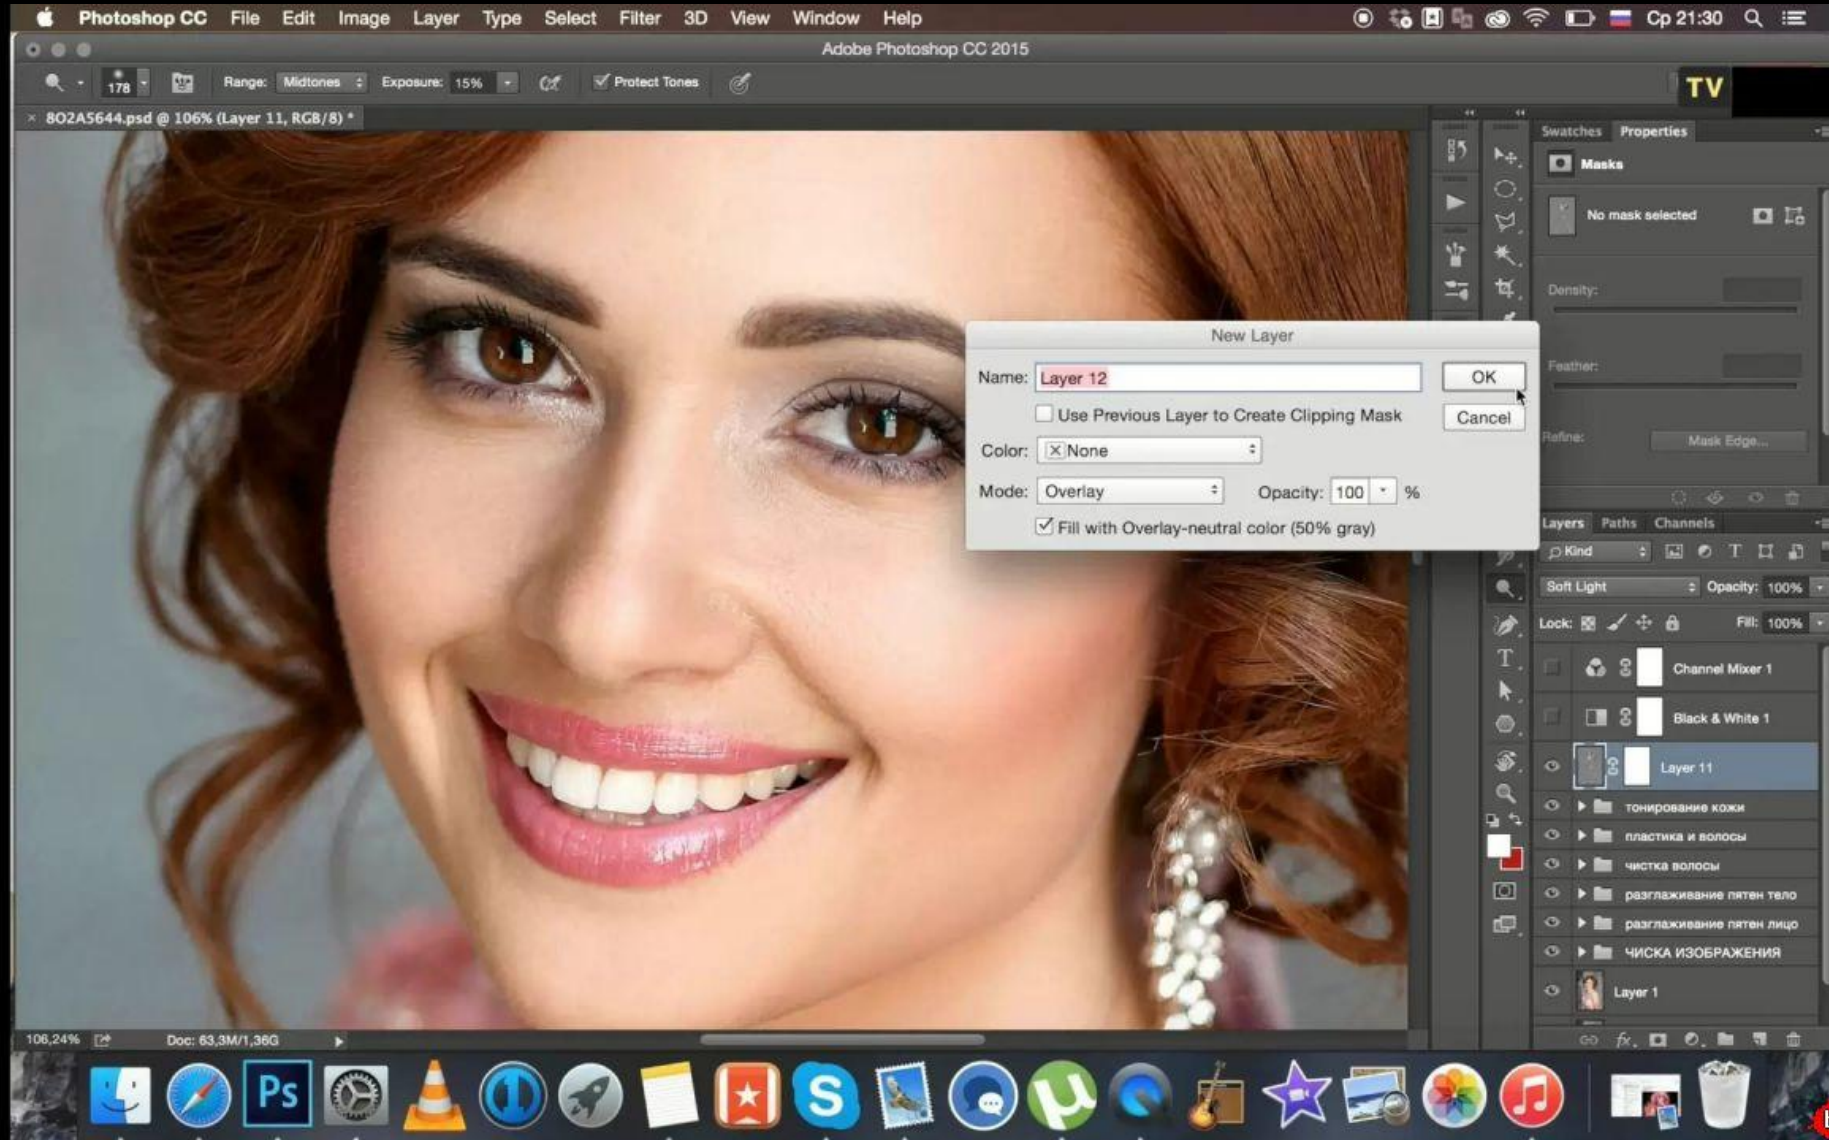 Photoshop CC File Edit Image Layer Type Select Filter 3D View Window Help Ср 21:30
Adobe Photoshop CC 2015
178 Range: Midtones Exposure: 15% Protect Tones
TV
× 8O2A5644.psd @ 106% (Layer 11, RGB/8) *
Swatches Properties
Masks
No mask selected
Density:
Feather:
Refine: Mask Edge...
New Layer
Name: Layer 12 OK
Use Previous Layer to Create Clipping Mask Cancel
Color: None
Mode: Overlay Opacity: 100 %
Fill with Overlay-neutral color (50% gray)
Layers Paths Channels
Kind
Soft Light Opacity: 100%
Lock: Fill: 100%
Channel Mixer 1
Black & White 1
Layer 11
тонирование кожи
пластика и волосы
чистка волосы
разглаживание пятен тело
разглаживание пятен лицо
ЧИСКА ИЗОБРАЖЕНИЯ
Layer 1
106,24% Doc: 63,3M/1,36G
Ps